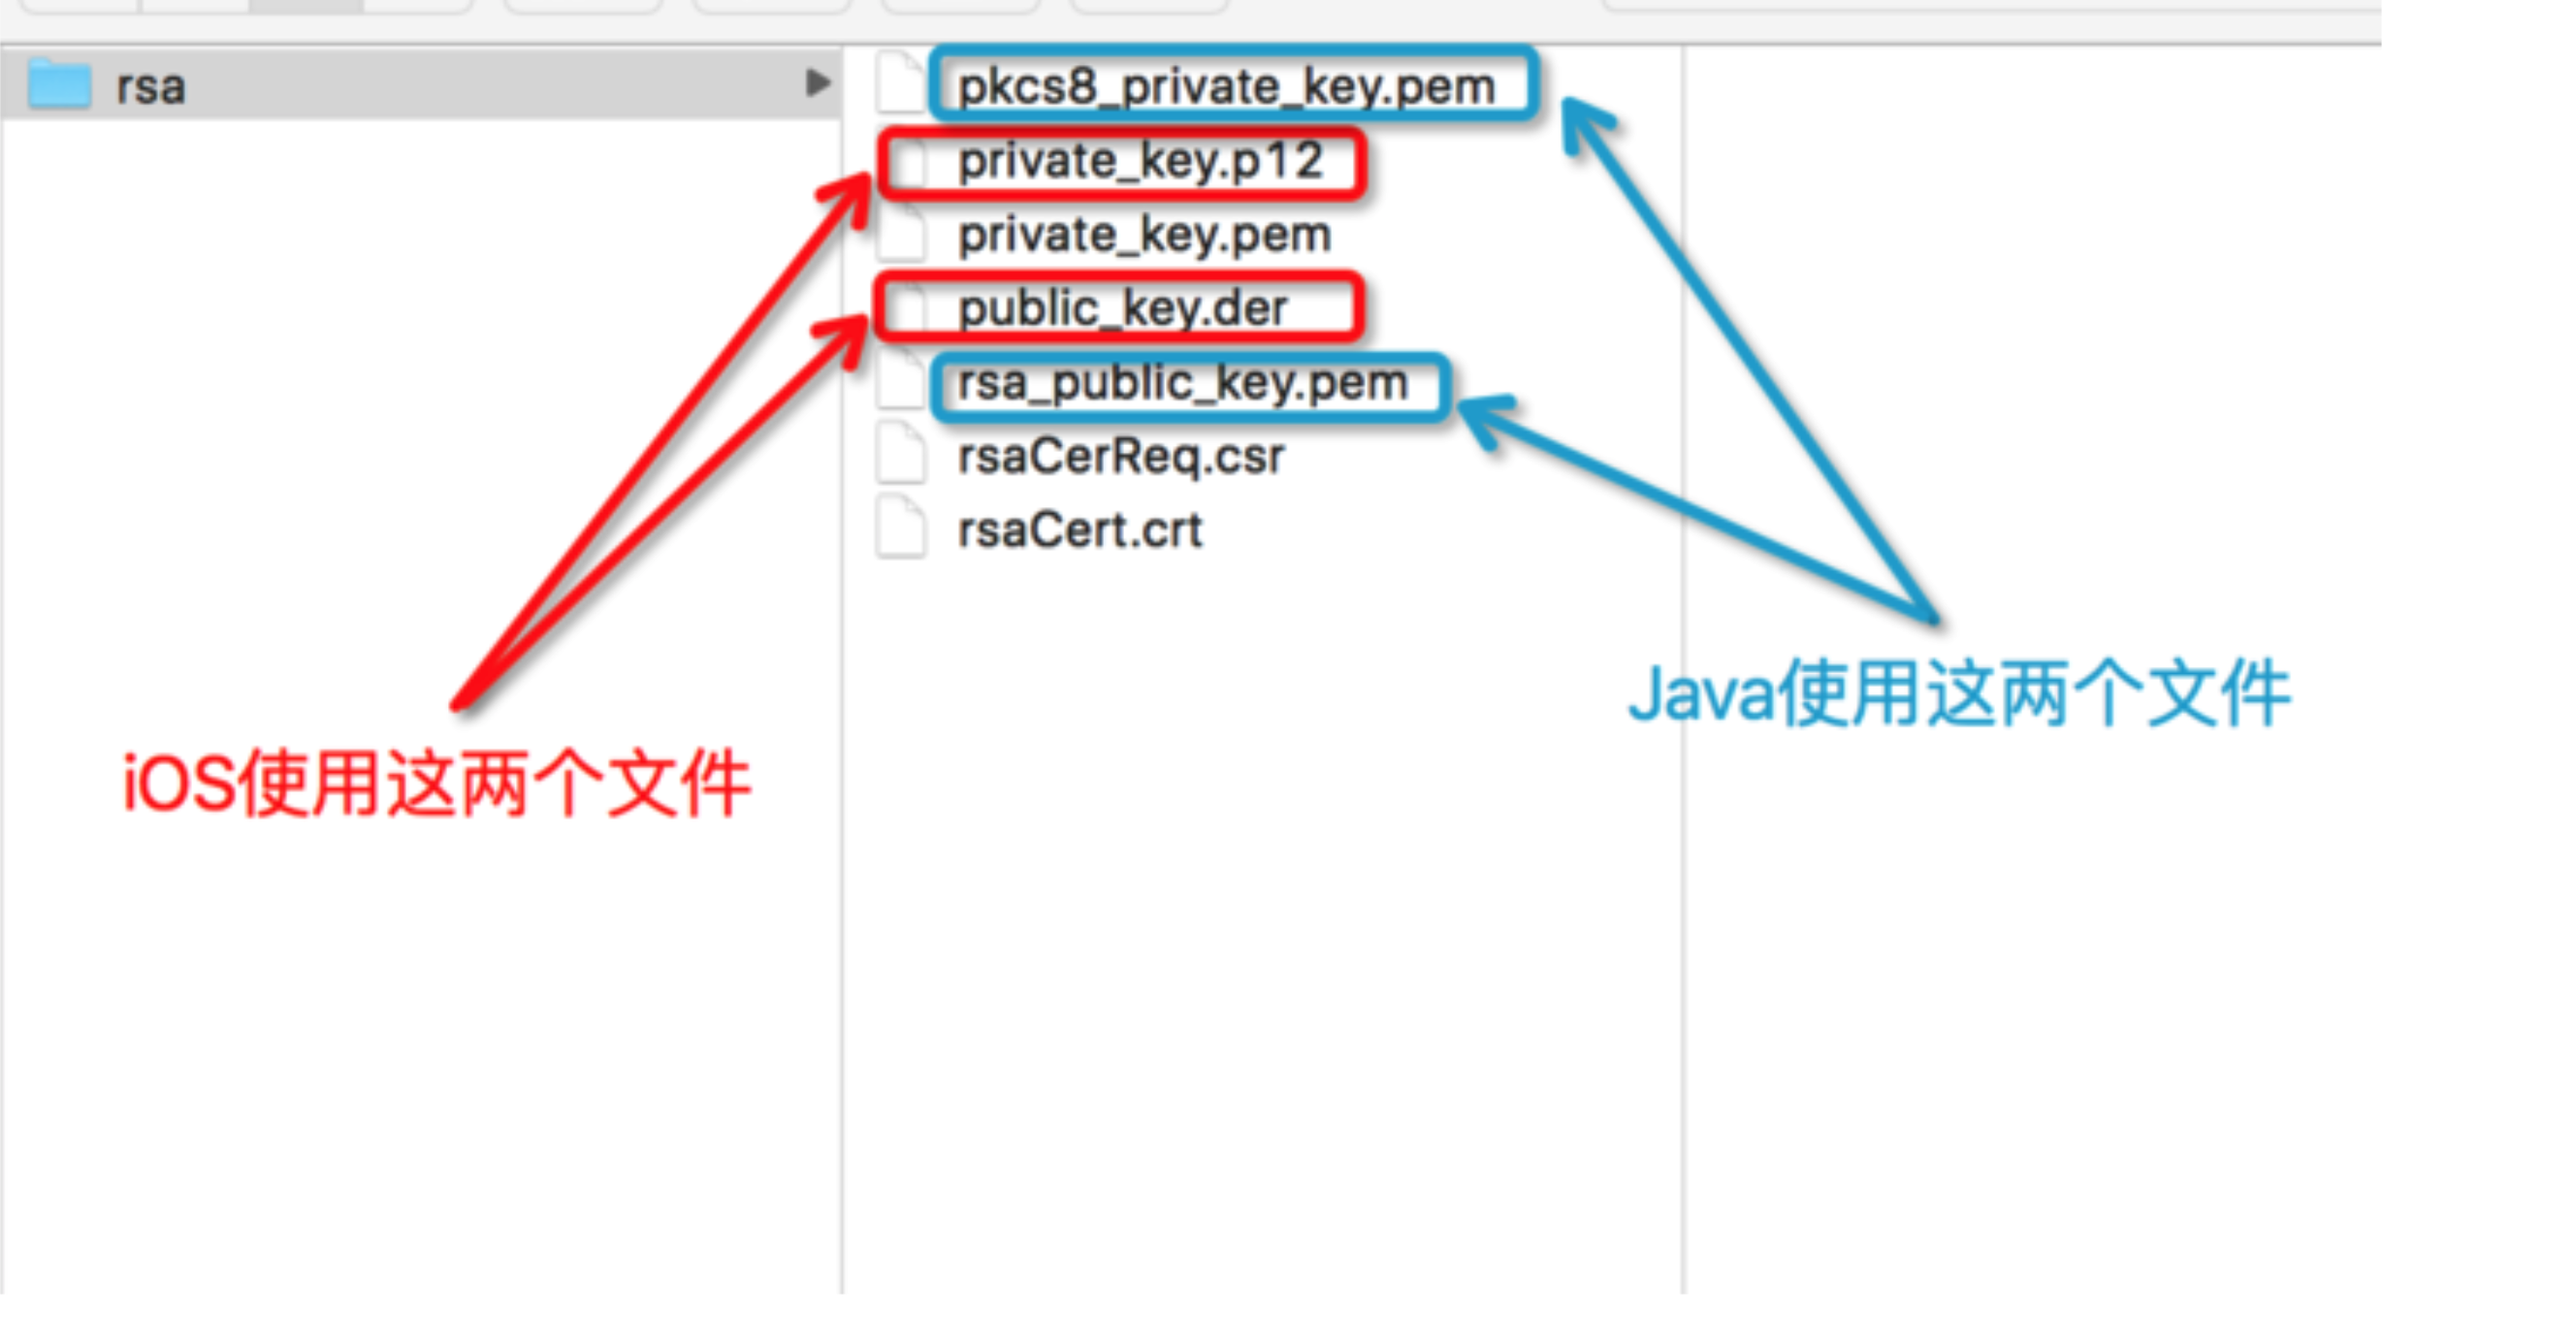 rsa
pkcs8_private_key.pem
private_key.p12
private_key.pem
public_key.der
rsa_public_key.pem
rsaCerReq.csr
rsaCert.crt
Java使用这两个文件
iOS使用这两个文件